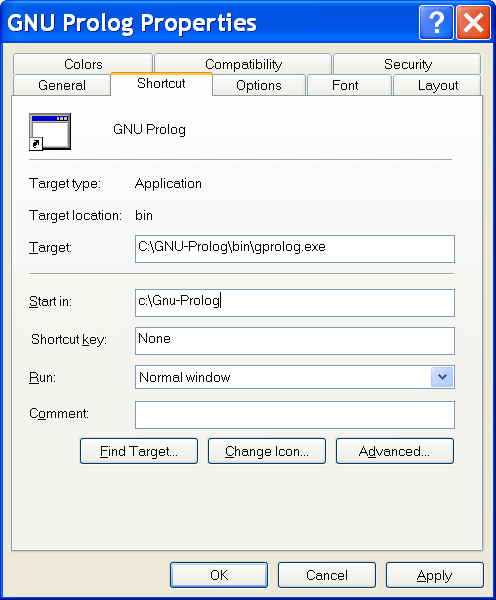 GNU Prolog Properties
Colors Compatibility Security
General Shortcut Options Font Layout
GNU Prolog
Target type: Application
Target location: bin
Target: C:\GNU-Prolog\bin\gprolog.exe
Start in: c:\Gnu-Prolog
Shortcut key: None
Run: Normal window
Comment:
Find Target... Change Icon... Advanced...
OK Cancel Apply